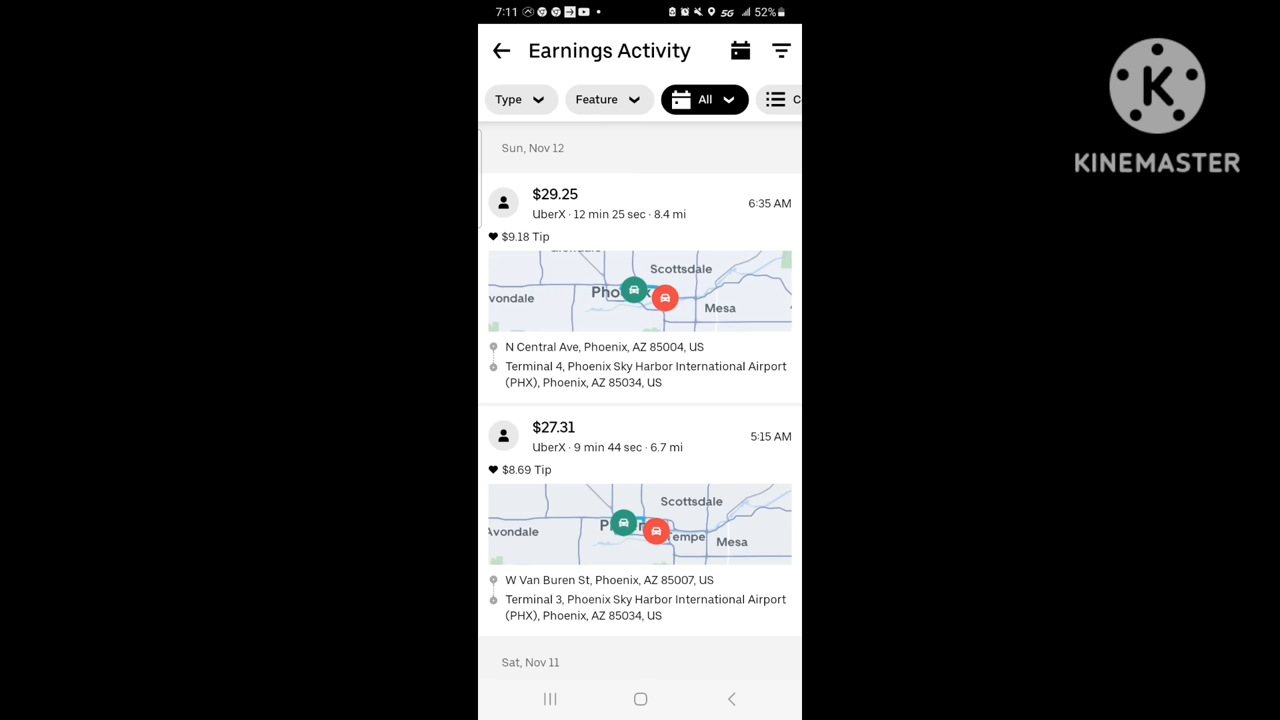 7:11
5G 52%
KINEMASTER
Earnings Activity
Type
Feature
All
C
Sun, Nov 12
$29.25
6:35 AM
UberX · 12 min 25 sec · 8.4 mi
$9.18 Tip
Scottsdale
vondale
Pho
Mesa
N Central Ave, Phoenix, AZ 85004, US
Terminal 4, Phoenix Sky Harbor International Airport
(PHX), Phoenix, AZ 85034, US
$27.31
5:15 AM
UberX · 9 min 44 sec · 6.7 mi
$8.69 Tip
Scottsdale
Avondale
empe
Mesa
W Van Buren St, Phoenix, AZ 85007, US
Terminal 3, Phoenix Sky Harbor International Airport
(PHX), Phoenix, AZ 85034, US
Sat, Nov 11